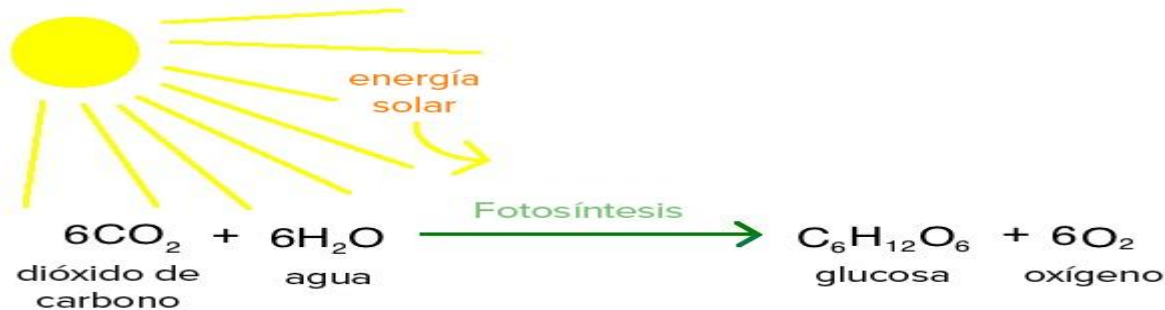 energía
solar
Fotosíntesis
6CO₂ + 6H₂O → C₆H₁₂O₆ + 6O₂
dióxido de carbono agua glucosa oxígeno